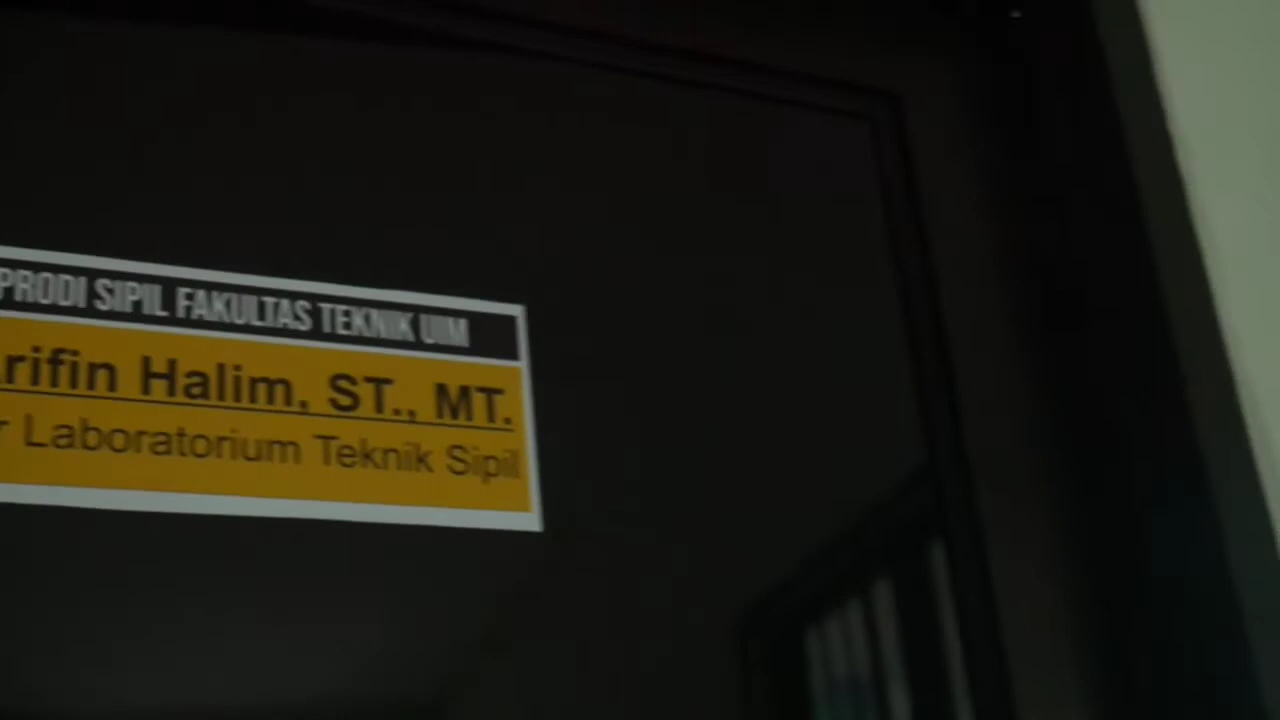 PRODI SIPIL FAKULTAS TEKNIK UIM
rifin Halim, ST., MT.
r Laboratorium Teknik Sipil